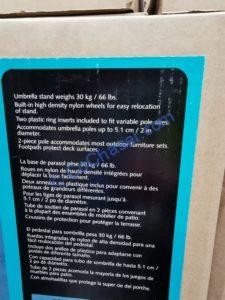 Umbrella stand weighs 30 kg / 66 lbs.
Built-in high density nylon wheels for easy relocation
of stand.
Two plastic ring inserts included to fit variable pole sizes.
Accommodates umbrella poles up to 5.1 cm / 2 in
diameter.
2-piece pole accommodates most outdoor furniture sets.
Footpads protect deck surfaces.
La base de parasol pèse 30 kg / 66 lb.
Roues en nylon de haute densité intégrées pour
déplacer la base facilement.
Deux anneaux en plastique inclus pour convenir à des
poteaux de grandeurs différentes.
Pour les tiges de parasol mesurant jusqu'à
5.1 cm / 2 po de diamètre.
Tube de soutien de parasol en 2 pièces convenant
à la plupart des ensembles de mobilier de patio.
Coussins de protection pour protéger la terrasse.
El pedestal para sombrilla pesa 30 kg / 66 lb.
Ruedas integradas de nylon de alta densidad para una
fácil reubicación del pedestal.
Incluye dos anillos de plástico para adaptarse con
postes de diferente tamaño.
Con capacidad para tubo de sombrilla de hasta 5.1 cm /
2 pz de diámetro.
Tubo de 2 piezas acomoda la mayoría de los juegos de
muebles para patio.
Con almohadillas que protege la superficie del porche.